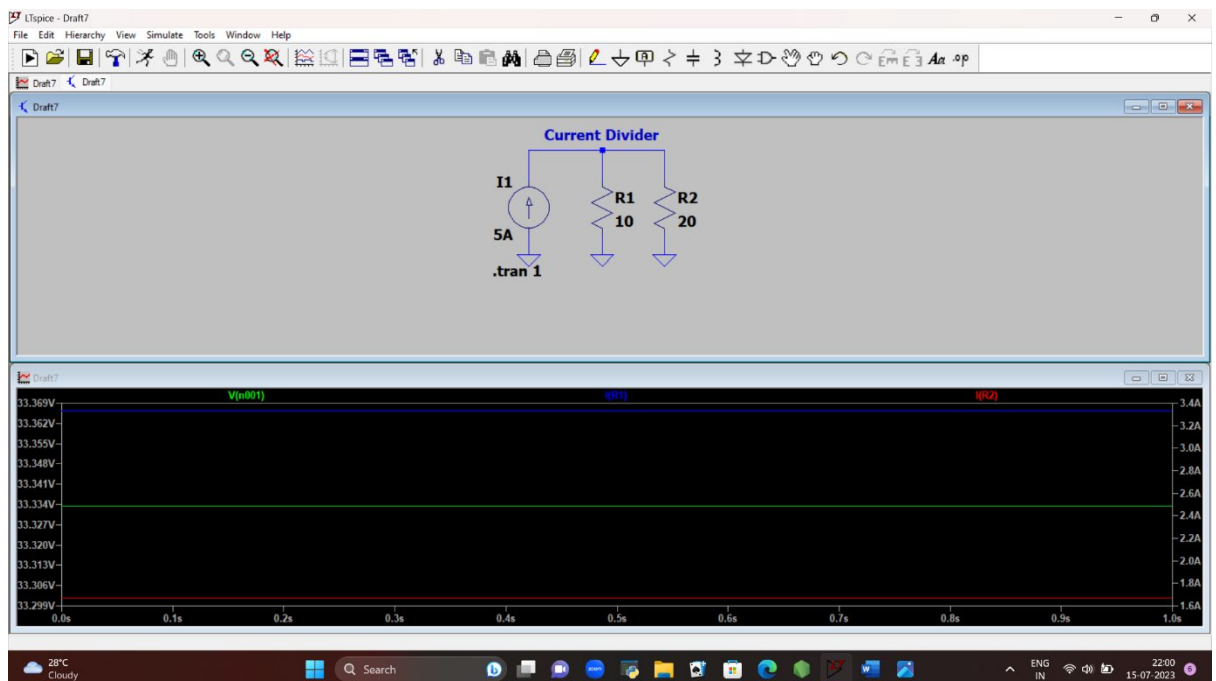 LTspice - Draft7
File Edit Hierarchy View Simulate Tools Window Help
Aa .op
Draft7 Draft7
Draft7
Current Divider
I1
R1 R2
10 20
5A
.tran 1
Draft7
V(n001) I(R1) I(R2)
33.369V 3.4A
33.362V 3.2A
33.355V 3.0A
33.348V 2.8A
33.341V 2.6A
33.334V 2.4A
33.327V 2.2A
33.320V 2.0A
33.313V 1.8A
33.306V 1.6A
33.299V
0.0s 0.1s 0.2s 0.3s 0.4s 0.5s 0.6s 0.7s 0.8s 0.9s 1.0s
28°C
Cloudy
Search
ENG
IN
22:00
15-07-2023
6